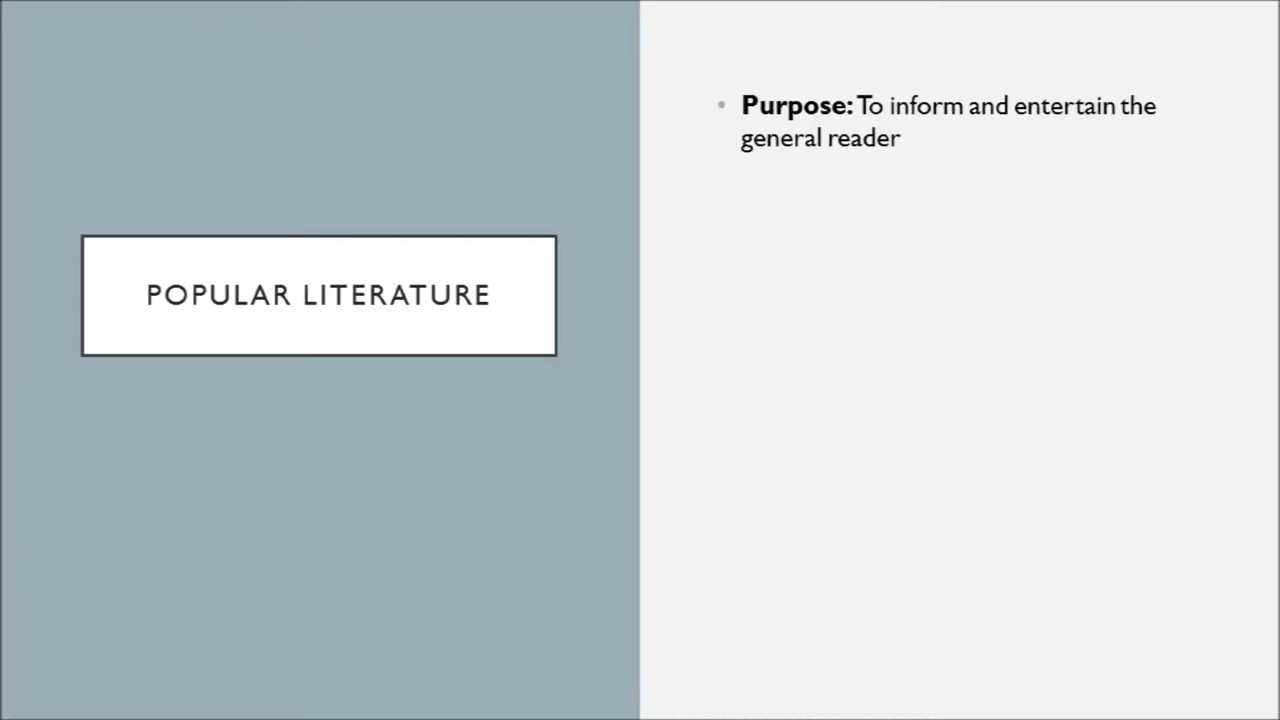 POPULAR LITERATURE
• Purpose: To inform and entertain the
general reader